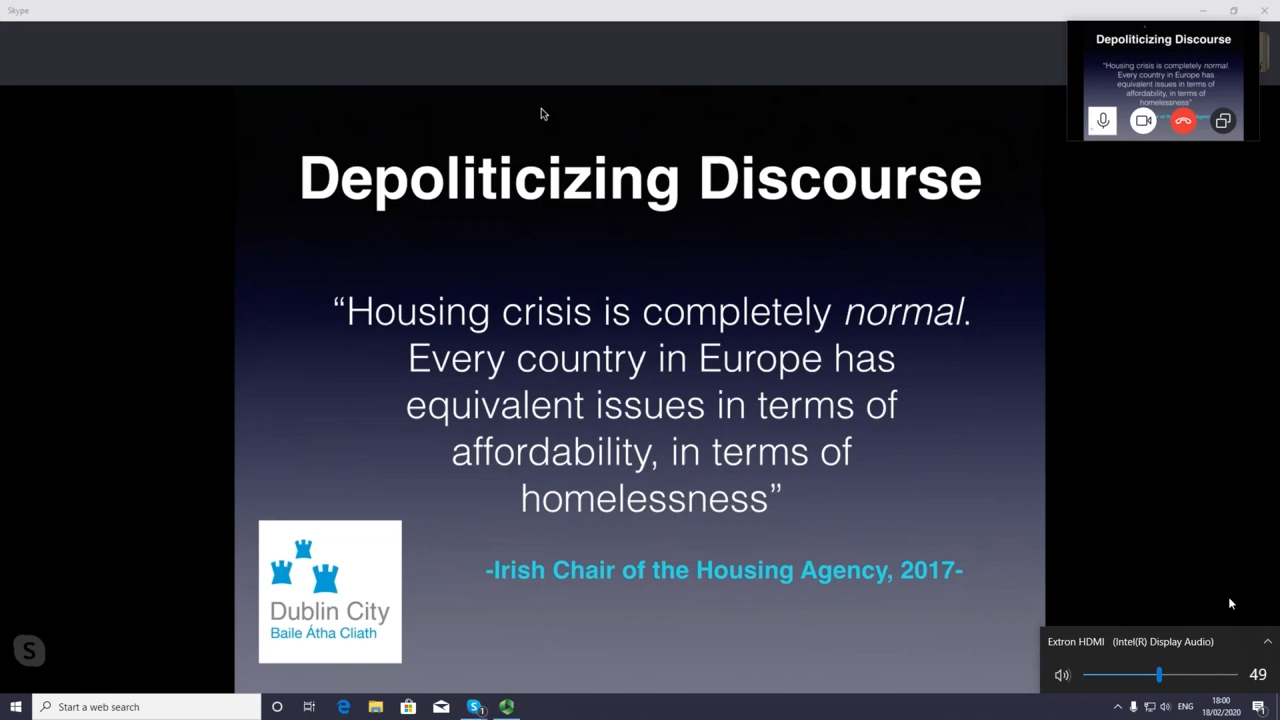 Skype
Depoliticizing Discourse
"Housing crisis is completely normal.
Every country in Europe has
equivalent issues in terms of
affordability, in terms of
homelessness"
Depoliticizing Discourse
“Housing crisis is completely normal.
Every country in Europe has
equivalent issues in terms of
affordability, in terms of
homelessness”
-Irish Chair of the Housing Agency, 2017-
Dublin City
Baile Átha Cliath
S
Extron HDMI (Intel(R) Display Audio)
49
Start a web search
S 1
ENG
18:00
18/02/2020
1